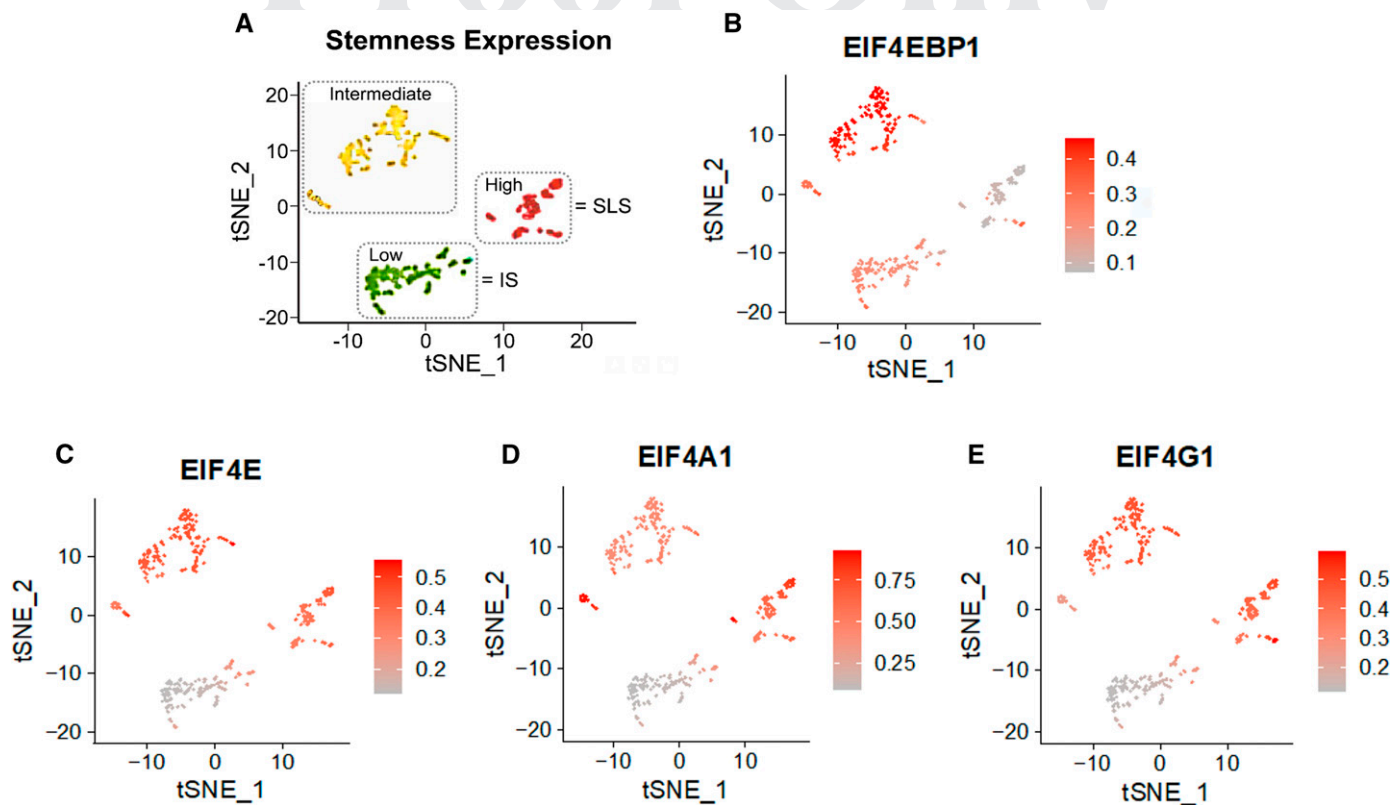 A
Stemness Expression
Intermediate
High
= SLS
Low
= IS
20
10
0
-10
-20
tSNE_2
-10
0
10
20
tSNE_1
B
EIF4EBP1
10
0
−10
−20
tSNE_2
−10
0
10
tSNE_1
0.4
0.3
0.2
0.1
C
EIF4E
10
0
−10
−20
tSNE_2
−10
0
10
tSNE_1
0.5
0.4
0.3
0.2
D
EIF4A1
10
0
−10
−20
tSNE_2
−10
0
10
tSNE_1
0.75
0.50
0.25
E
EIF4G1
10
0
−10
−20
tSNE_2
−10
0
10
tSNE_1
0.5
0.4
0.3
0.2